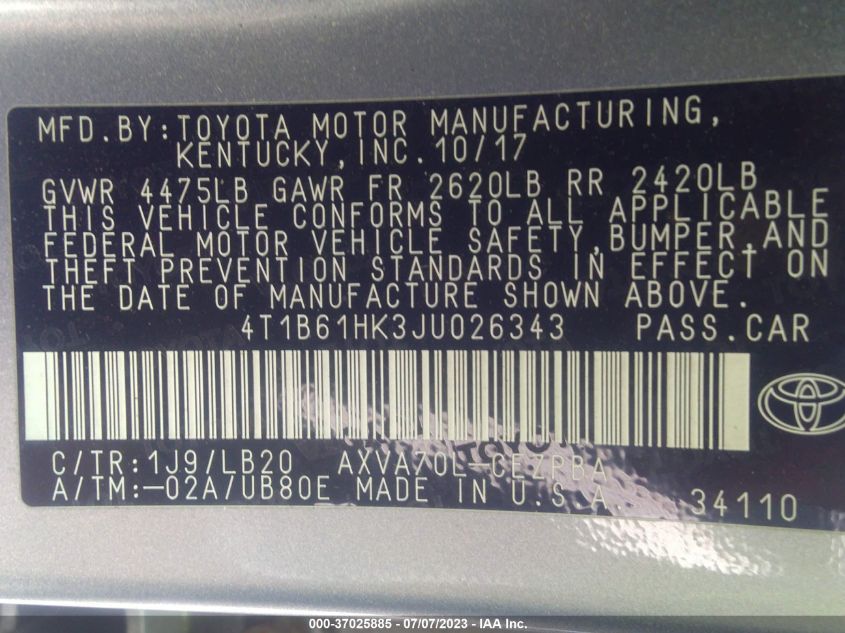 MFD.BY:TOYOTA MOTOR MANUFACTURING,
KENTUCKY,INC.10/17
GVWR 4475LB GAWR FR 2620LB RR 2420LB
THIS VEHICLE CONFORMS TO ALL APPLICABLE
FEDERAL MOTOR VEHICLE SAFETY,BUMPER,AND
THEFT PREVENTION STANDARDS IN EFFECT ON
THE DATE OF MANUFACTURE SHOWN ABOVE.
4T1B61HK3JU026343 PASS.CAR
C/TR:1J9/LB20 AXVA70L-CEZPBA
A/TM:-02A/UB80E MADE IN U.S.A. 34110
000-37025885 - 07/07/2023 - IAA Inc.